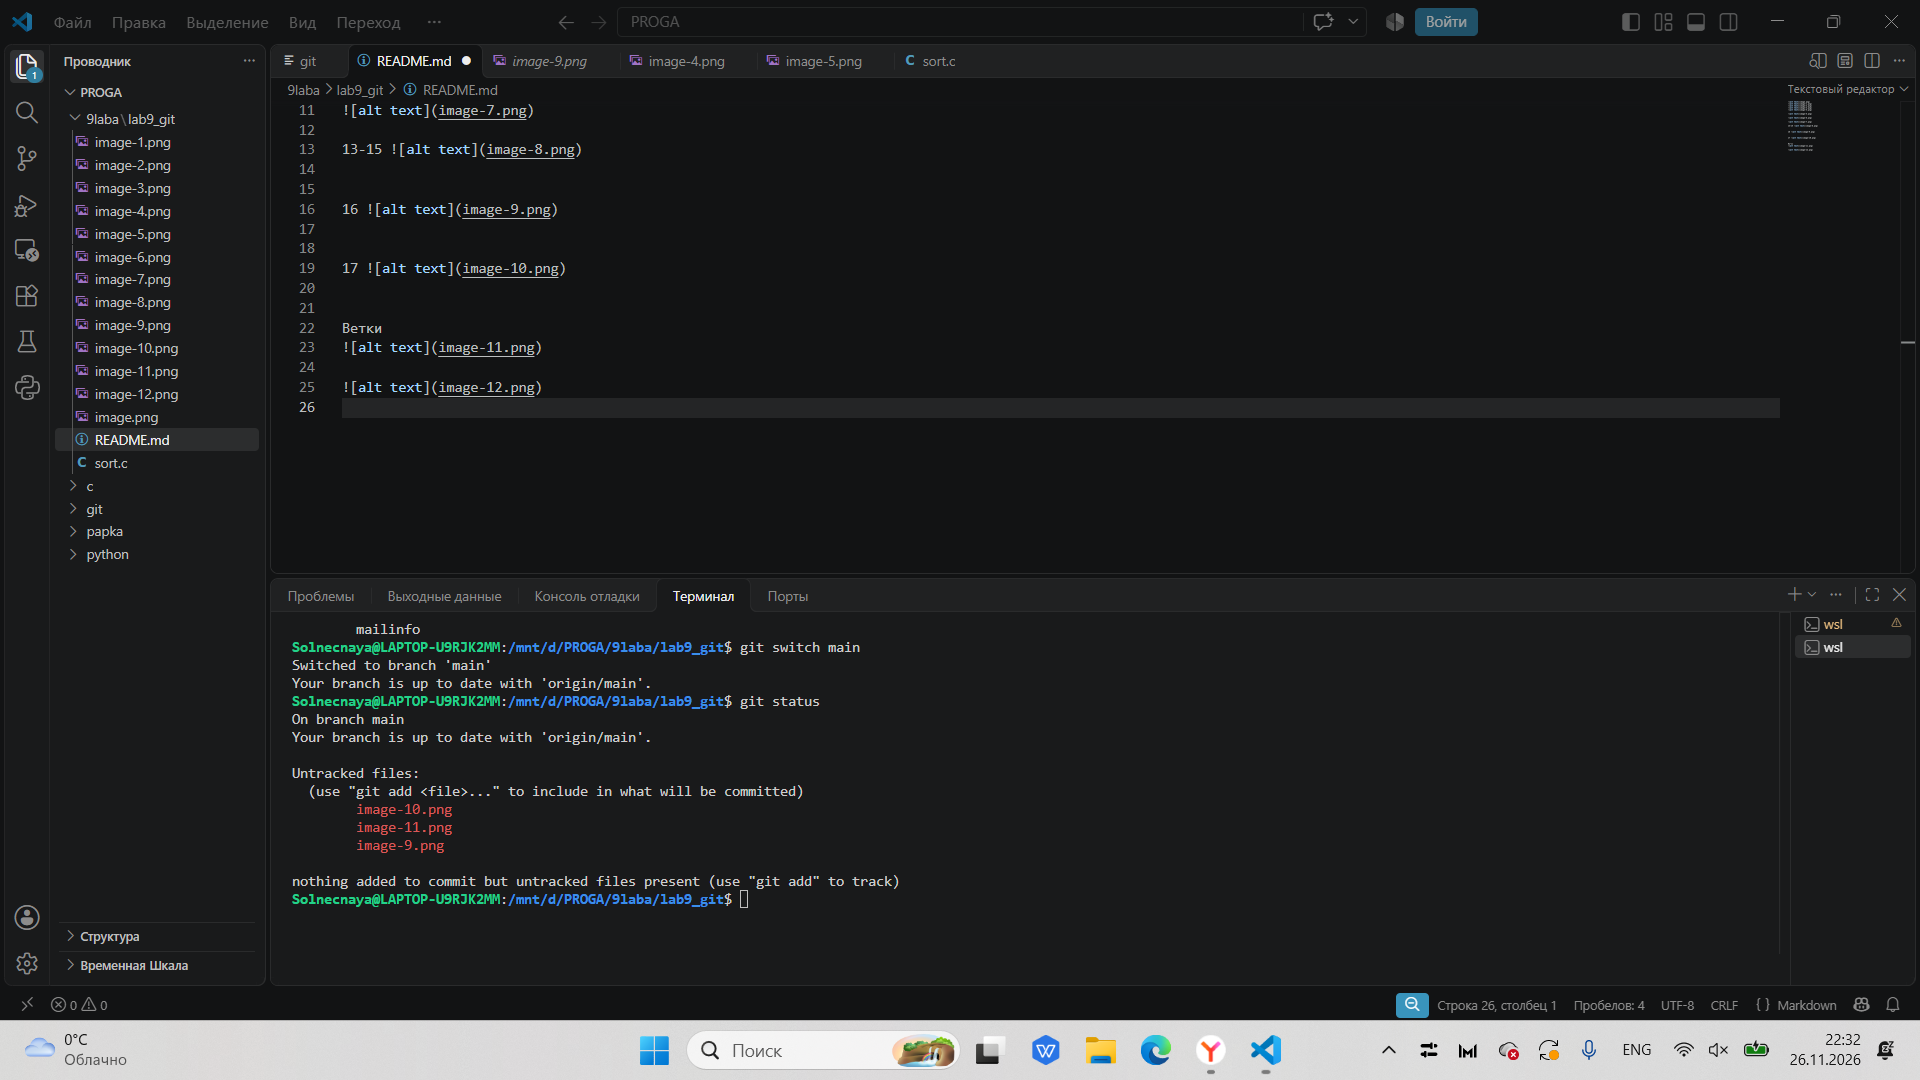 Файл Правка Выделение Вид Переход ··· PROGA Войти
Проводник ···
git README.md image-9.png image-4.png image-5.png sort.c ···
PROGA
9laba\lab9_git
image-1.png
image-2.png
image-3.png
image-4.png
image-5.png
image-6.png
image-7.png
image-8.png
image-9.png
image-10.png
image-11.png
image-12.png
image.png
README.md
C sort.c
c
git
papka
python
Структура
Временная Шкала
9laba > lab9_git > README.md
Текстовый редактор
11 ![alt text](image-7.png)
12
13 13-15 ![alt text](image-8.png)
14
15
16 16 ![alt text](image-9.png)
17
18
19 17 ![alt text](image-10.png)
20
21
22 Ветки
23 ![alt text](image-11.png)
24
25 ![alt text](image-12.png)
26
Проблемы Выходные данные Консоль отладки Терминал Порты
wsl
wsl
mailinfo
Solnecnaya@LAPTOP-U9RJK2MM:/mnt/d/PROGA/9laba/lab9_git$ git switch main
Switched to branch 'main'
Your branch is up to date with 'origin/main'.
Solnecnaya@LAPTOP-U9RJK2MM:/mnt/d/PROGA/9laba/lab9_git$ git status
On branch main
Your branch is up to date with 'origin/main'.
Untracked files:
(use "git add <file>..." to include in what will be committed)
image-10.png
image-11.png
image-9.png
nothing added to commit but untracked files present (use "git add" to track)
Solnecnaya@LAPTOP-U9RJK2MM:/mnt/d/PROGA/9laba/lab9_git$
0 0 Строка 26, столбец 1 Пробелов: 4 UTF-8 CRLF { } Markdown
0°C
Облачно
Поиск
ENG
22:32
26.11.2026